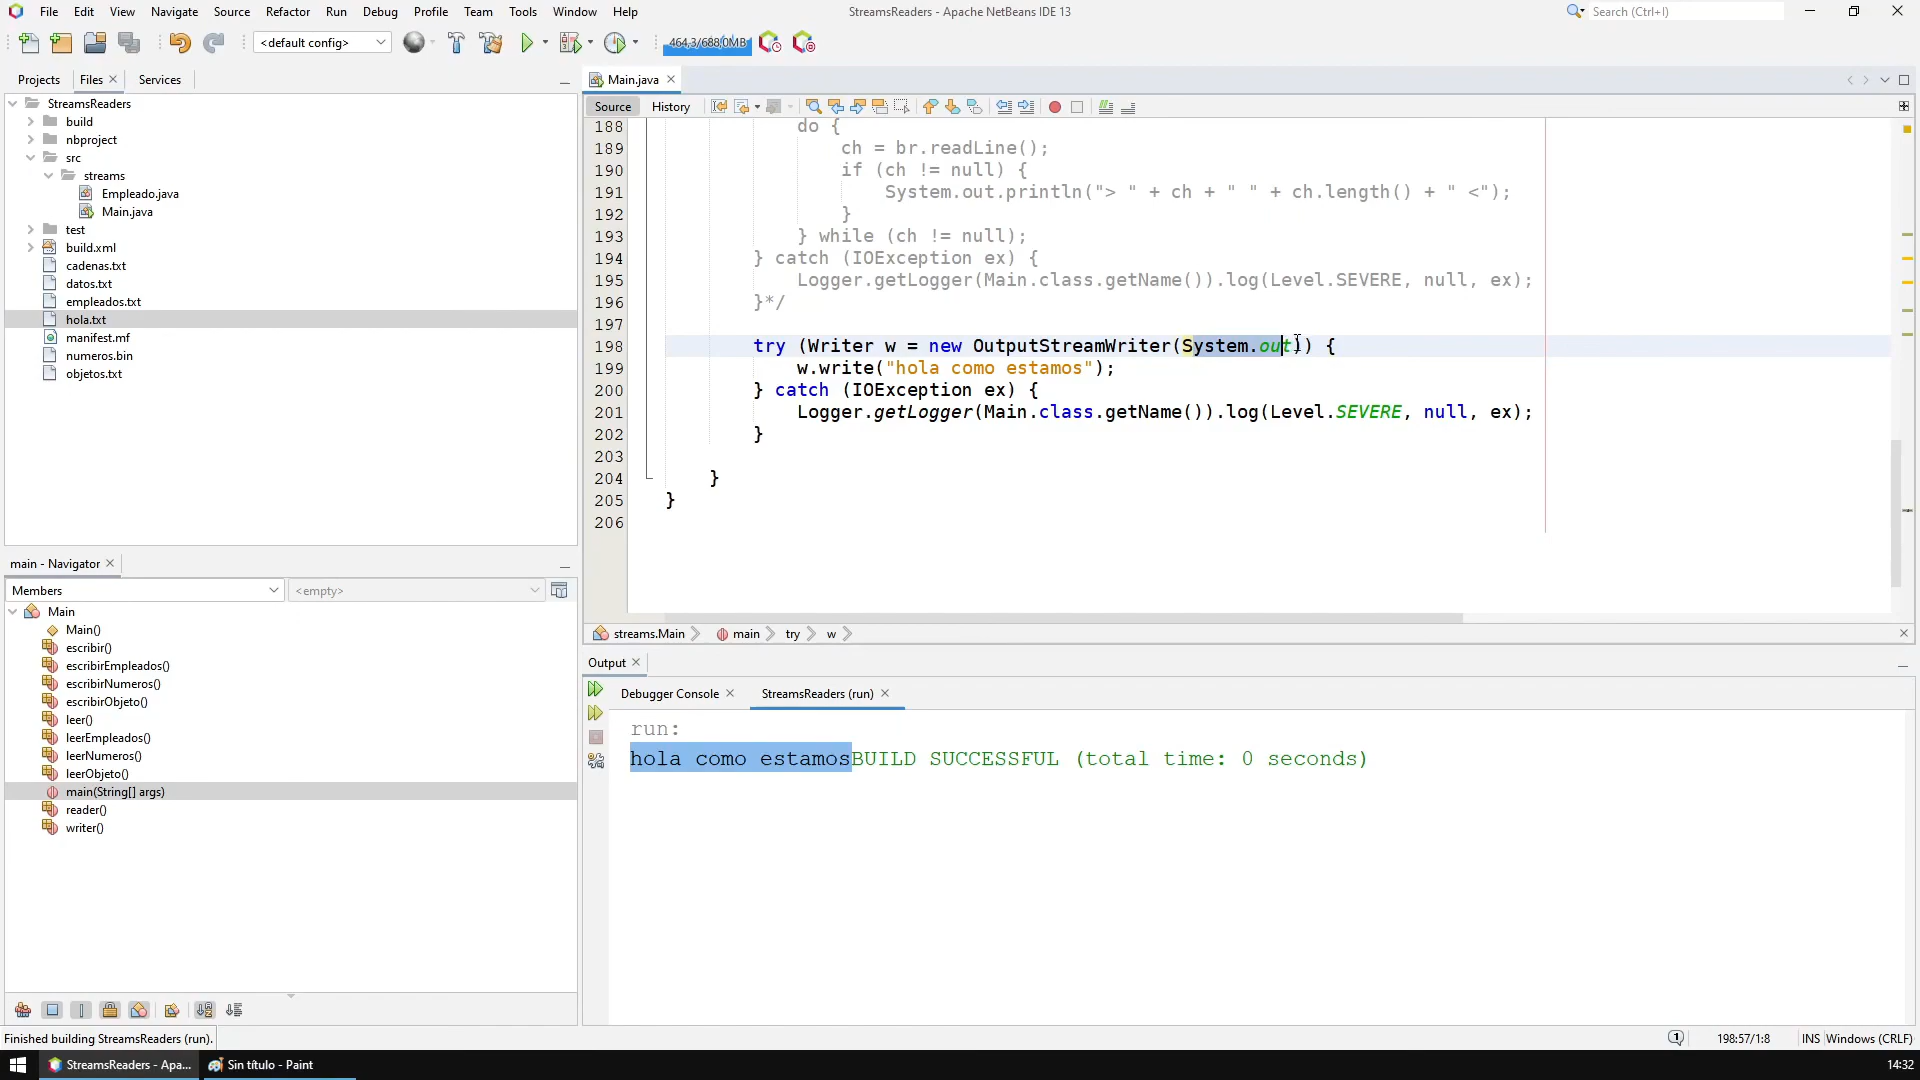 File Edit View Navigate Source Refactor Run Debug Profile Team Tools Window Help
StreamsReaders - Apache NetBeans IDE 13
Search (Ctrl+I)
<default config>
464,3/688,0MB
Projects Files Services
StreamsReaders
build
nbproject
src
streams
Empleado.java
Main.java
test
build.xml
cadenas.txt
datos.txt
empleados.txt
hola.txt
manifest.mf
numeros.bin
objetos.txt
main - Navigator
Members <empty>
Main
Main()
escribir()
escribirEmpleados()
escribirNumeros()
escribirObjeto()
leer()
leerEmpleados()
leerNumeros()
leerObjeto()
main(String[] args)
reader()
writer()
Main.java
Source History
188 do {
189 ch = br.readLine();
190 if (ch != null) {
191 System.out.println("> " + ch + " " + ch.length() + " <");
192 }
193 } while (ch != null);
194 } catch (IOException ex) {
195 Logger.getLogger(Main.class.getName()).log(Level.SEVERE, null, ex);
196 }*/
197
198 try (Writer w = new OutputStreamWriter(System.out)) {
199 w.write("hola como estamos");
200 } catch (IOException ex) {
201 Logger.getLogger(Main.class.getName()).log(Level.SEVERE, null, ex);
202 }
203
204 }
205 }
206
streams.Main main try w
Output
Debugger Console StreamsReaders (run)
run:
hola como estamosBUILD SUCCESSFUL (total time: 0 seconds)
Finished building StreamsReaders (run).
1 198:57/1:8 INS Windows (CRLF)
StreamsReaders - Apa... Sin título - Paint 14:32